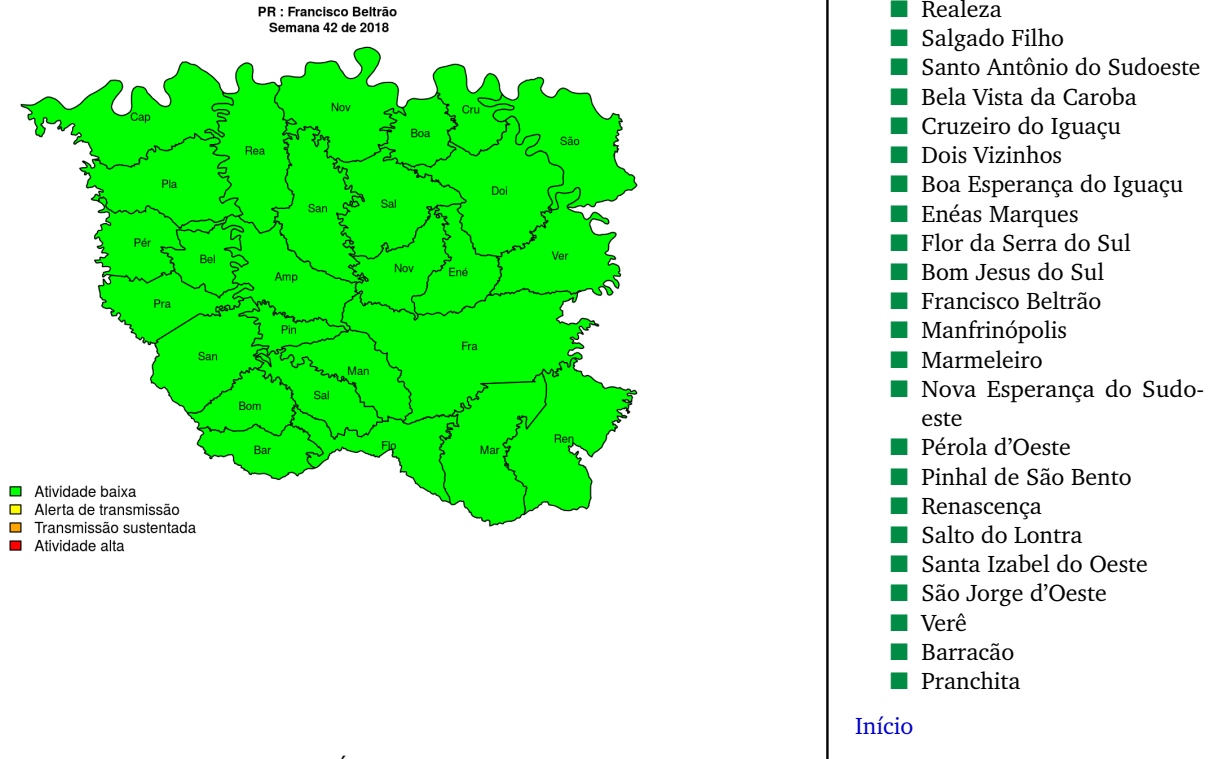 PR : Francisco Beltrão
Semana 42 de 2018
Cap
Nov
Cru
Boa
São
Rea
Pla
Doi
Sal
San
Pér
Bel
Ver
Nov
Ené
Amp
Pra
Pin
Fra
San
Man
Sal
Bom
Ren
Flo
Bar
Mar
Atividade baixa
Alerta de transmissão
Transmissão sustentada
Atividade alta
Realeza
Salgado Filho
Santo Antônio do Sudoeste
Bela Vista da Caroba
Cruzeiro do Iguaçu
Dois Vizinhos
Boa Esperança do Iguaçu
Enéas Marques
Flor da Serra do Sul
Bom Jesus do Sul
Francisco Beltrão
Manfrinópolis
Marmeleiro
Nova Esperança do Sudo-
este
Pérola d'Oeste
Pinhal de São Bento
Renascença
Salto do Lontra
Santa Izabel do Oeste
São Jorge d'Oeste
Verê
Barracão
Pranchita
Início